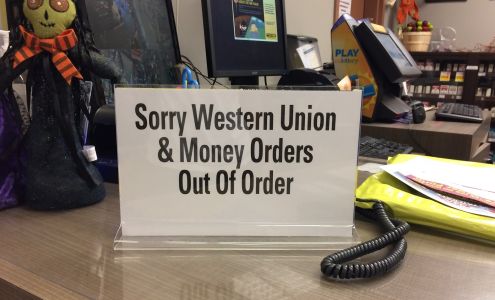 Sorry Western Union
& Money Orders
Out Of Order
PLAY